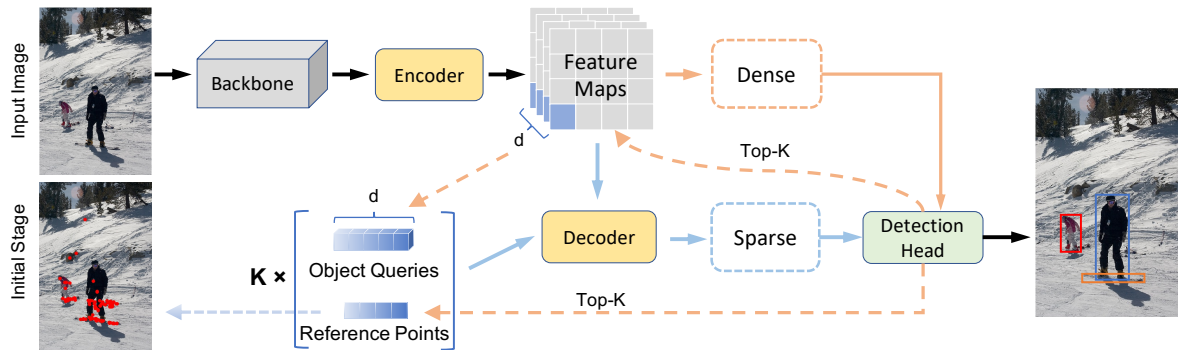 Input Image
Backbone
Encoder
Feature
Maps
Dense
d
Top-K
Initial Stage
d
K ×
Object Queries
Reference Points
Decoder
Sparse
Detection
Head
Top-K